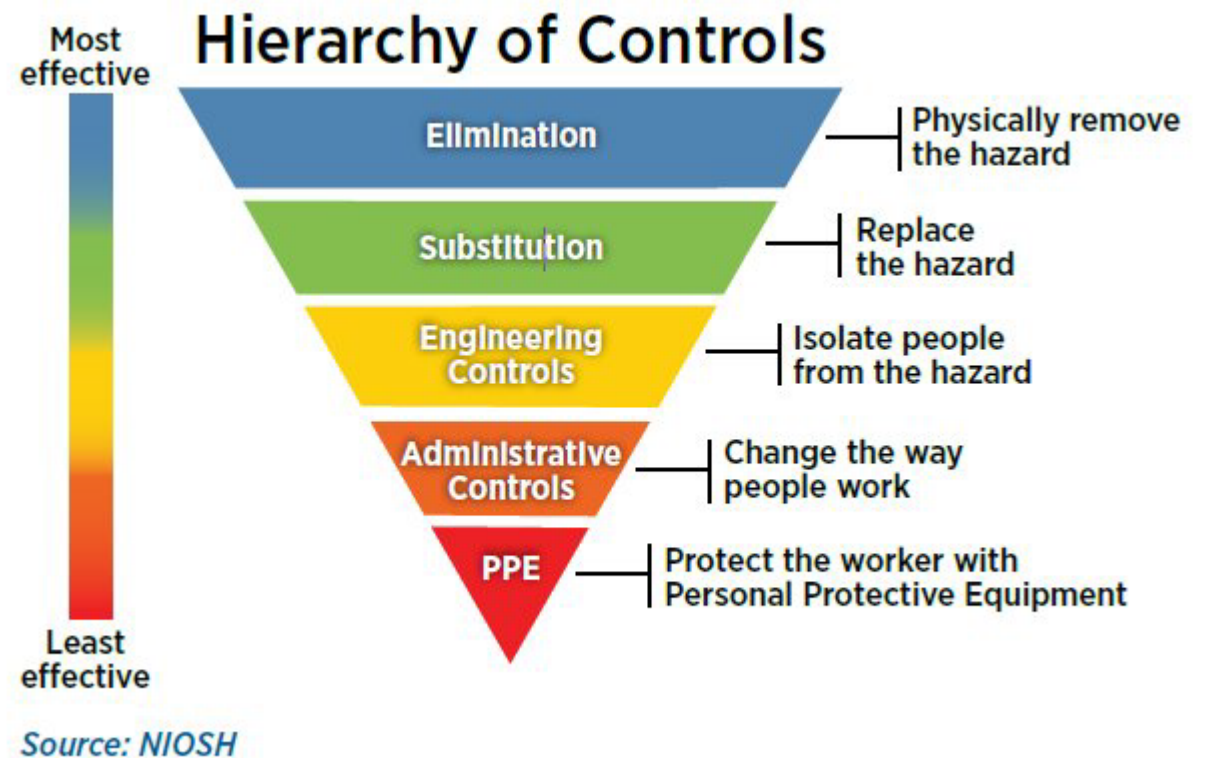 Hierarchy of Controls
Most
effective
Elimination
Physically remove
the hazard
Substitution
Replace
the hazard
Engineering
Controls
Isolate people
from the hazard
Administrative
Controls
Change the way
people work
PPE
Protect the worker with
Personal Protective Equipment
Least
effective
Source: NIOSH